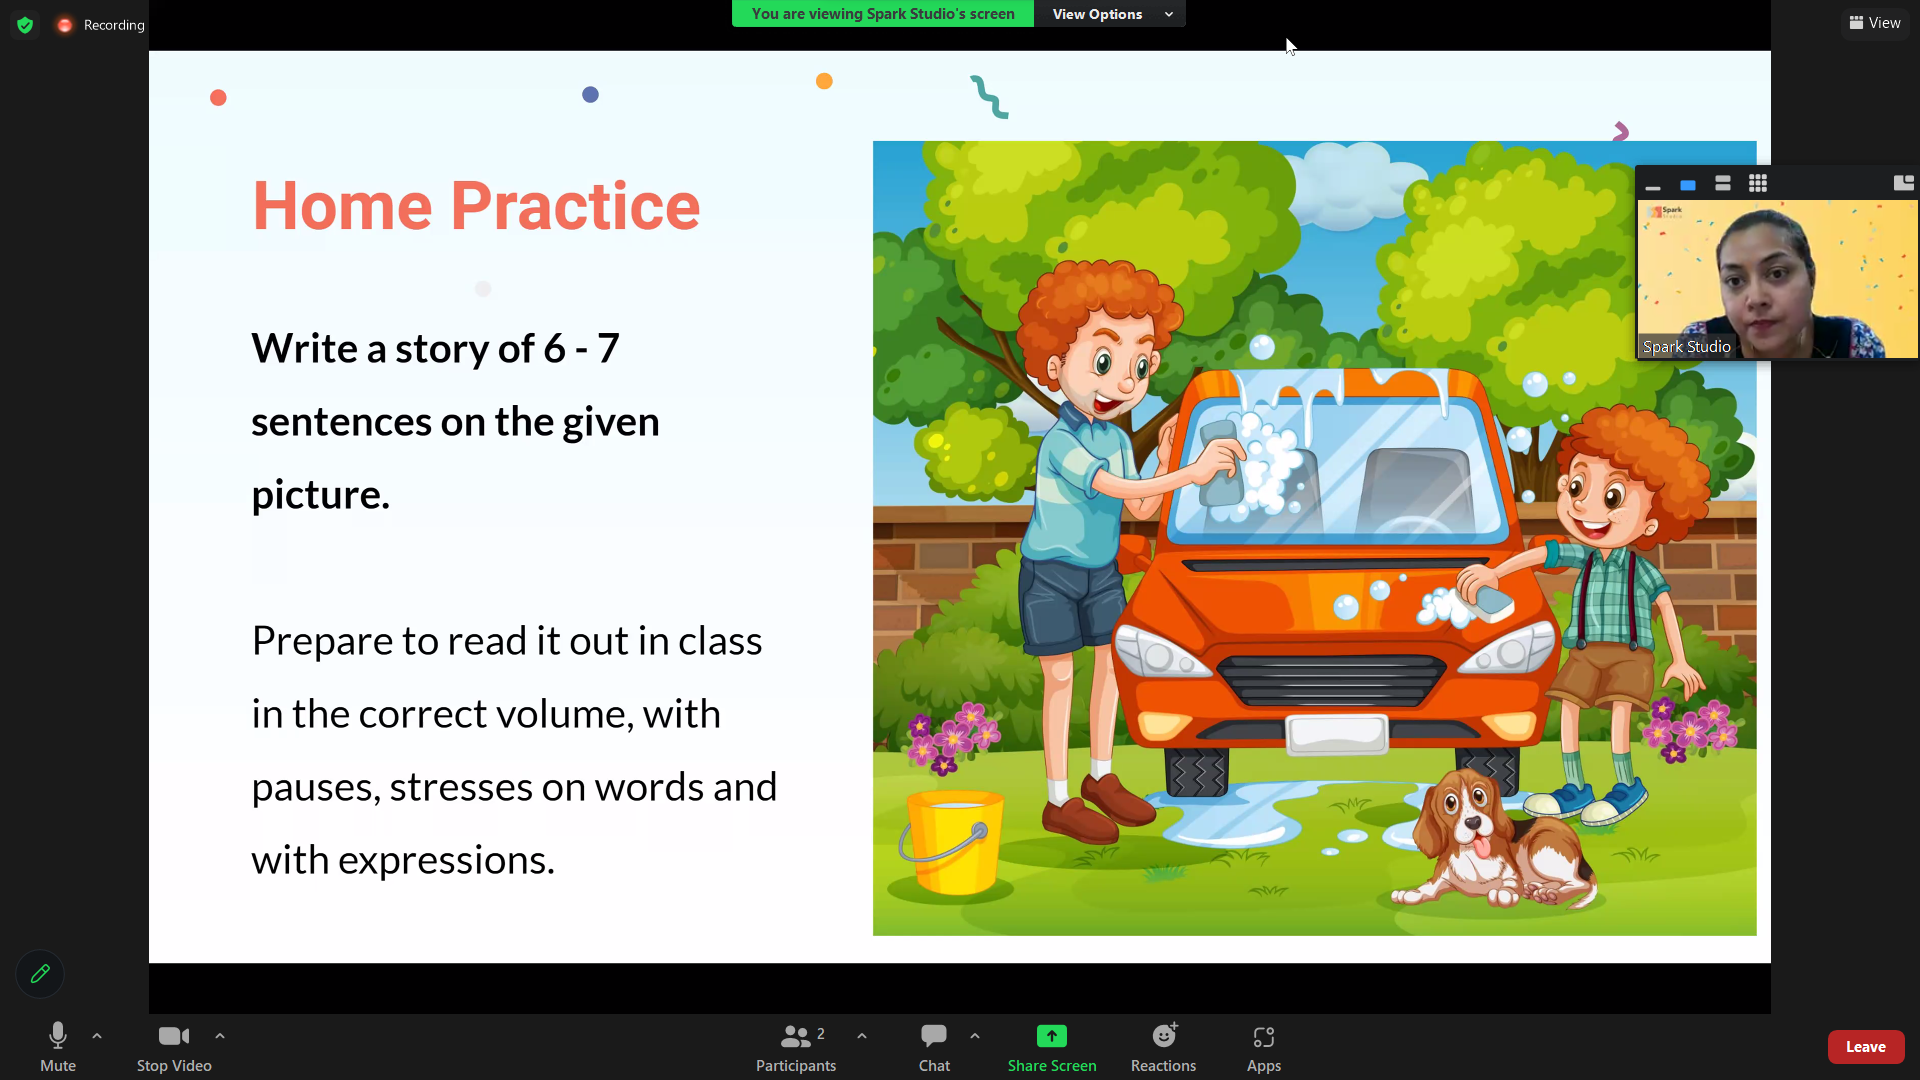 Recording
You are viewing Spark Studio's screen
View Options
View
Home Practice
Write a story of 6 - 7
sentences on the given
picture.
Prepare to read it out in class
in the correct volume, with
pauses, stresses on words and
with expressions.
Spark
Studio
Spark Studio
Mute
Stop Video
Participants
2
Chat
Share Screen
Reactions
Apps
Leave